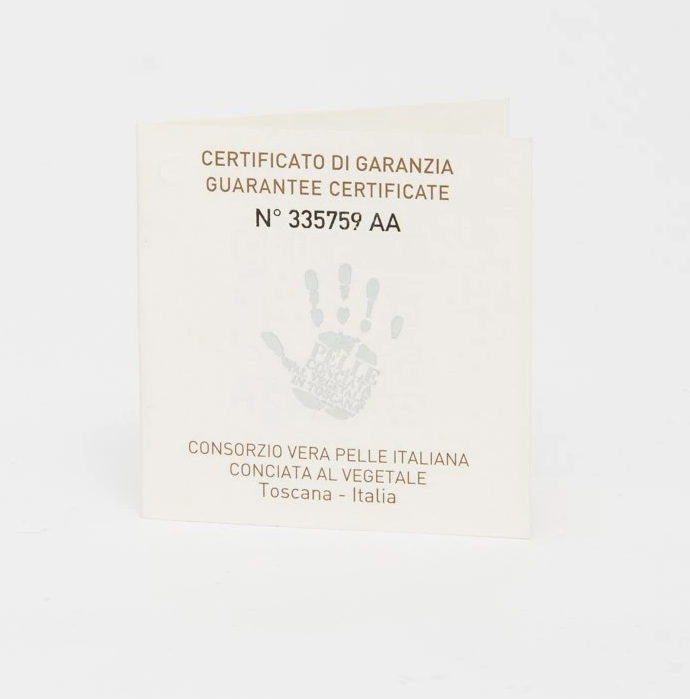 CERTIFICATO DI GARANZIA
GUARANTEE CERTIFICATE
N° 335759 AA
PELLE
CONCIATA
AL VEGETALE
IN TOSCANA
CONSORZIO VERA PELLE ITALIANA
CONCIATA AL VEGETALE
Toscana - Italia